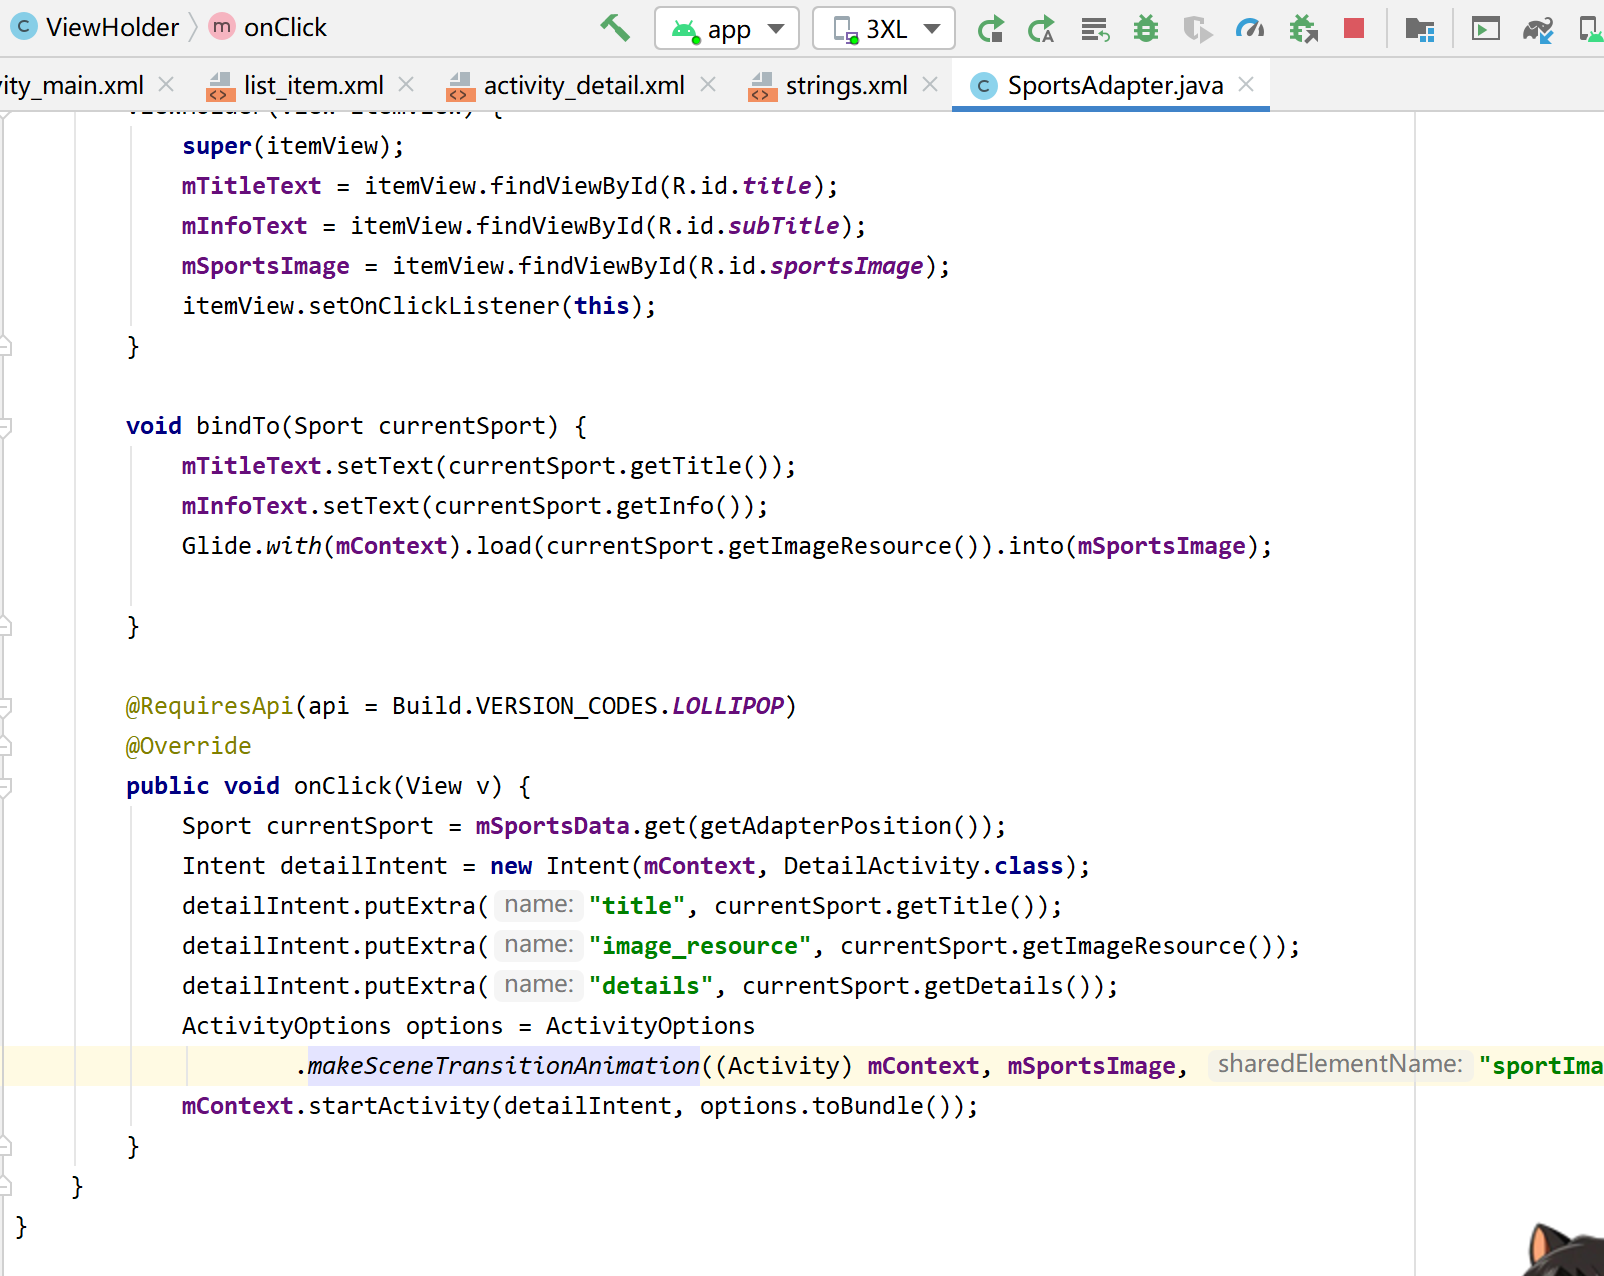 ViewHolder onClick app 3XL
ity_main.xml list_item.xml activity_detail.xml strings.xml SportsAdapter.java
ViewHolder(View itemView) {
super(itemView);
mTitleText = itemView.findViewById(R.id.title);
mInfoText = itemView.findViewById(R.id.subTitle);
mSportsImage = itemView.findViewById(R.id.sportsImage);
itemView.setOnClickListener(this);
}
void bindTo(Sport currentSport) {
mTitleText.setText(currentSport.getTitle());
mInfoText.setText(currentSport.getInfo());
Glide.with(mContext).load(currentSport.getImageResource()).into(mSportsImage);
}
@RequiresApi(api = Build.VERSION_CODES.LOLLIPOP)
@Override
public void onClick(View v) {
Sport currentSport = mSportsData.get(getAdapterPosition());
Intent detailIntent = new Intent(mContext, DetailActivity.class);
detailIntent.putExtra( name: "title", currentSport.getTitle());
detailIntent.putExtra( name: "image_resource", currentSport.getImageResource());
detailIntent.putExtra( name: "details", currentSport.getDetails());
ActivityOptions options = ActivityOptions
.makeSceneTransitionAnimation((Activity) mContext, mSportsImage, sharedElementName: "sportIma
mContext.startActivity(detailIntent, options.toBundle());
}
}
}